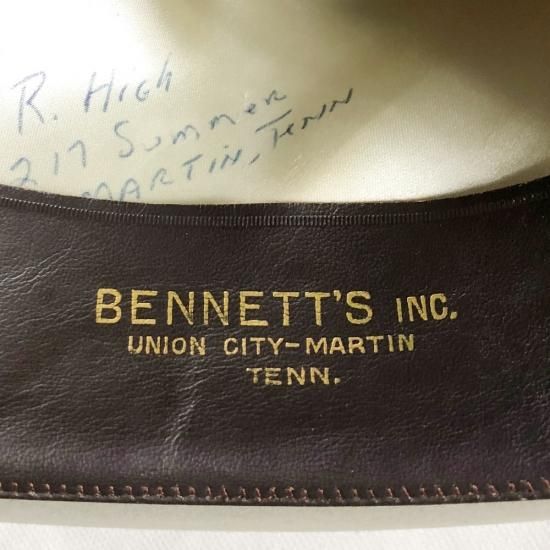 R. High
217 Summer
MARTIN, TENN
BENNETT'S INC.
UNION CITY-MARTIN
TENN.